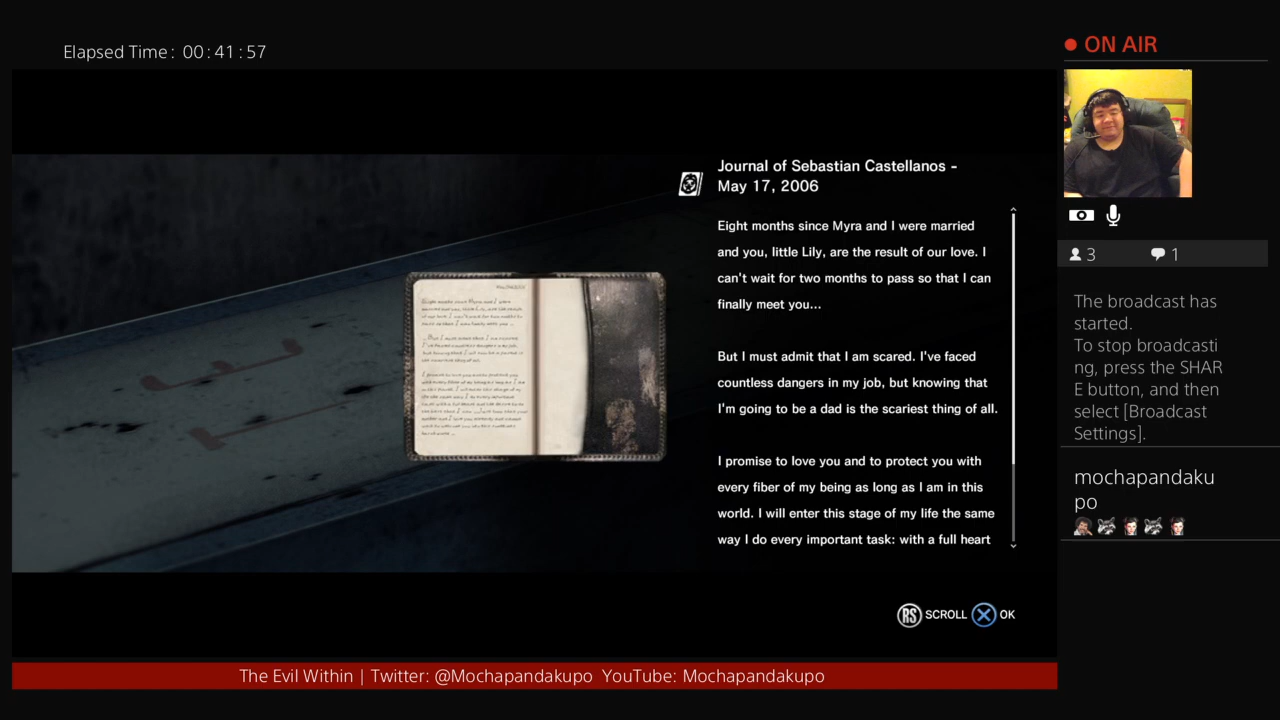 Elapsed Time: 00:41:57
ON AIR
Journal of Sebastian Castellanos -
May 17, 2006
Eight months since Myra and I were married
and you, little Lily, are the result of our love. I
can't wait for two months to pass so that I can
finally meet you...
But I must admit that I am scared. I've faced
countless dangers in my job, but knowing that
I'm going to be a dad is the scariest thing of all.
I promise to love you and to protect you with
every fiber of my being as long as I am in this
world. I will enter this stage of my life the same
way I do every important task: with a full heart
RS SCROLL OK
3 1
The broadcast has
started.
To stop broadcasti
ng, press the SHAR
E button, and then
select [Broadcast
Settings].
mochapandaku
po
The Evil Within | Twitter: @Mochapandakupo YouTube: Mochapandakupo